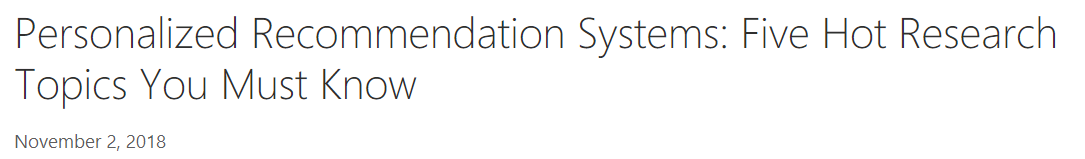 Personalized Recommendation Systems: Five Hot Research
Topics You Must Know
November 2, 2018